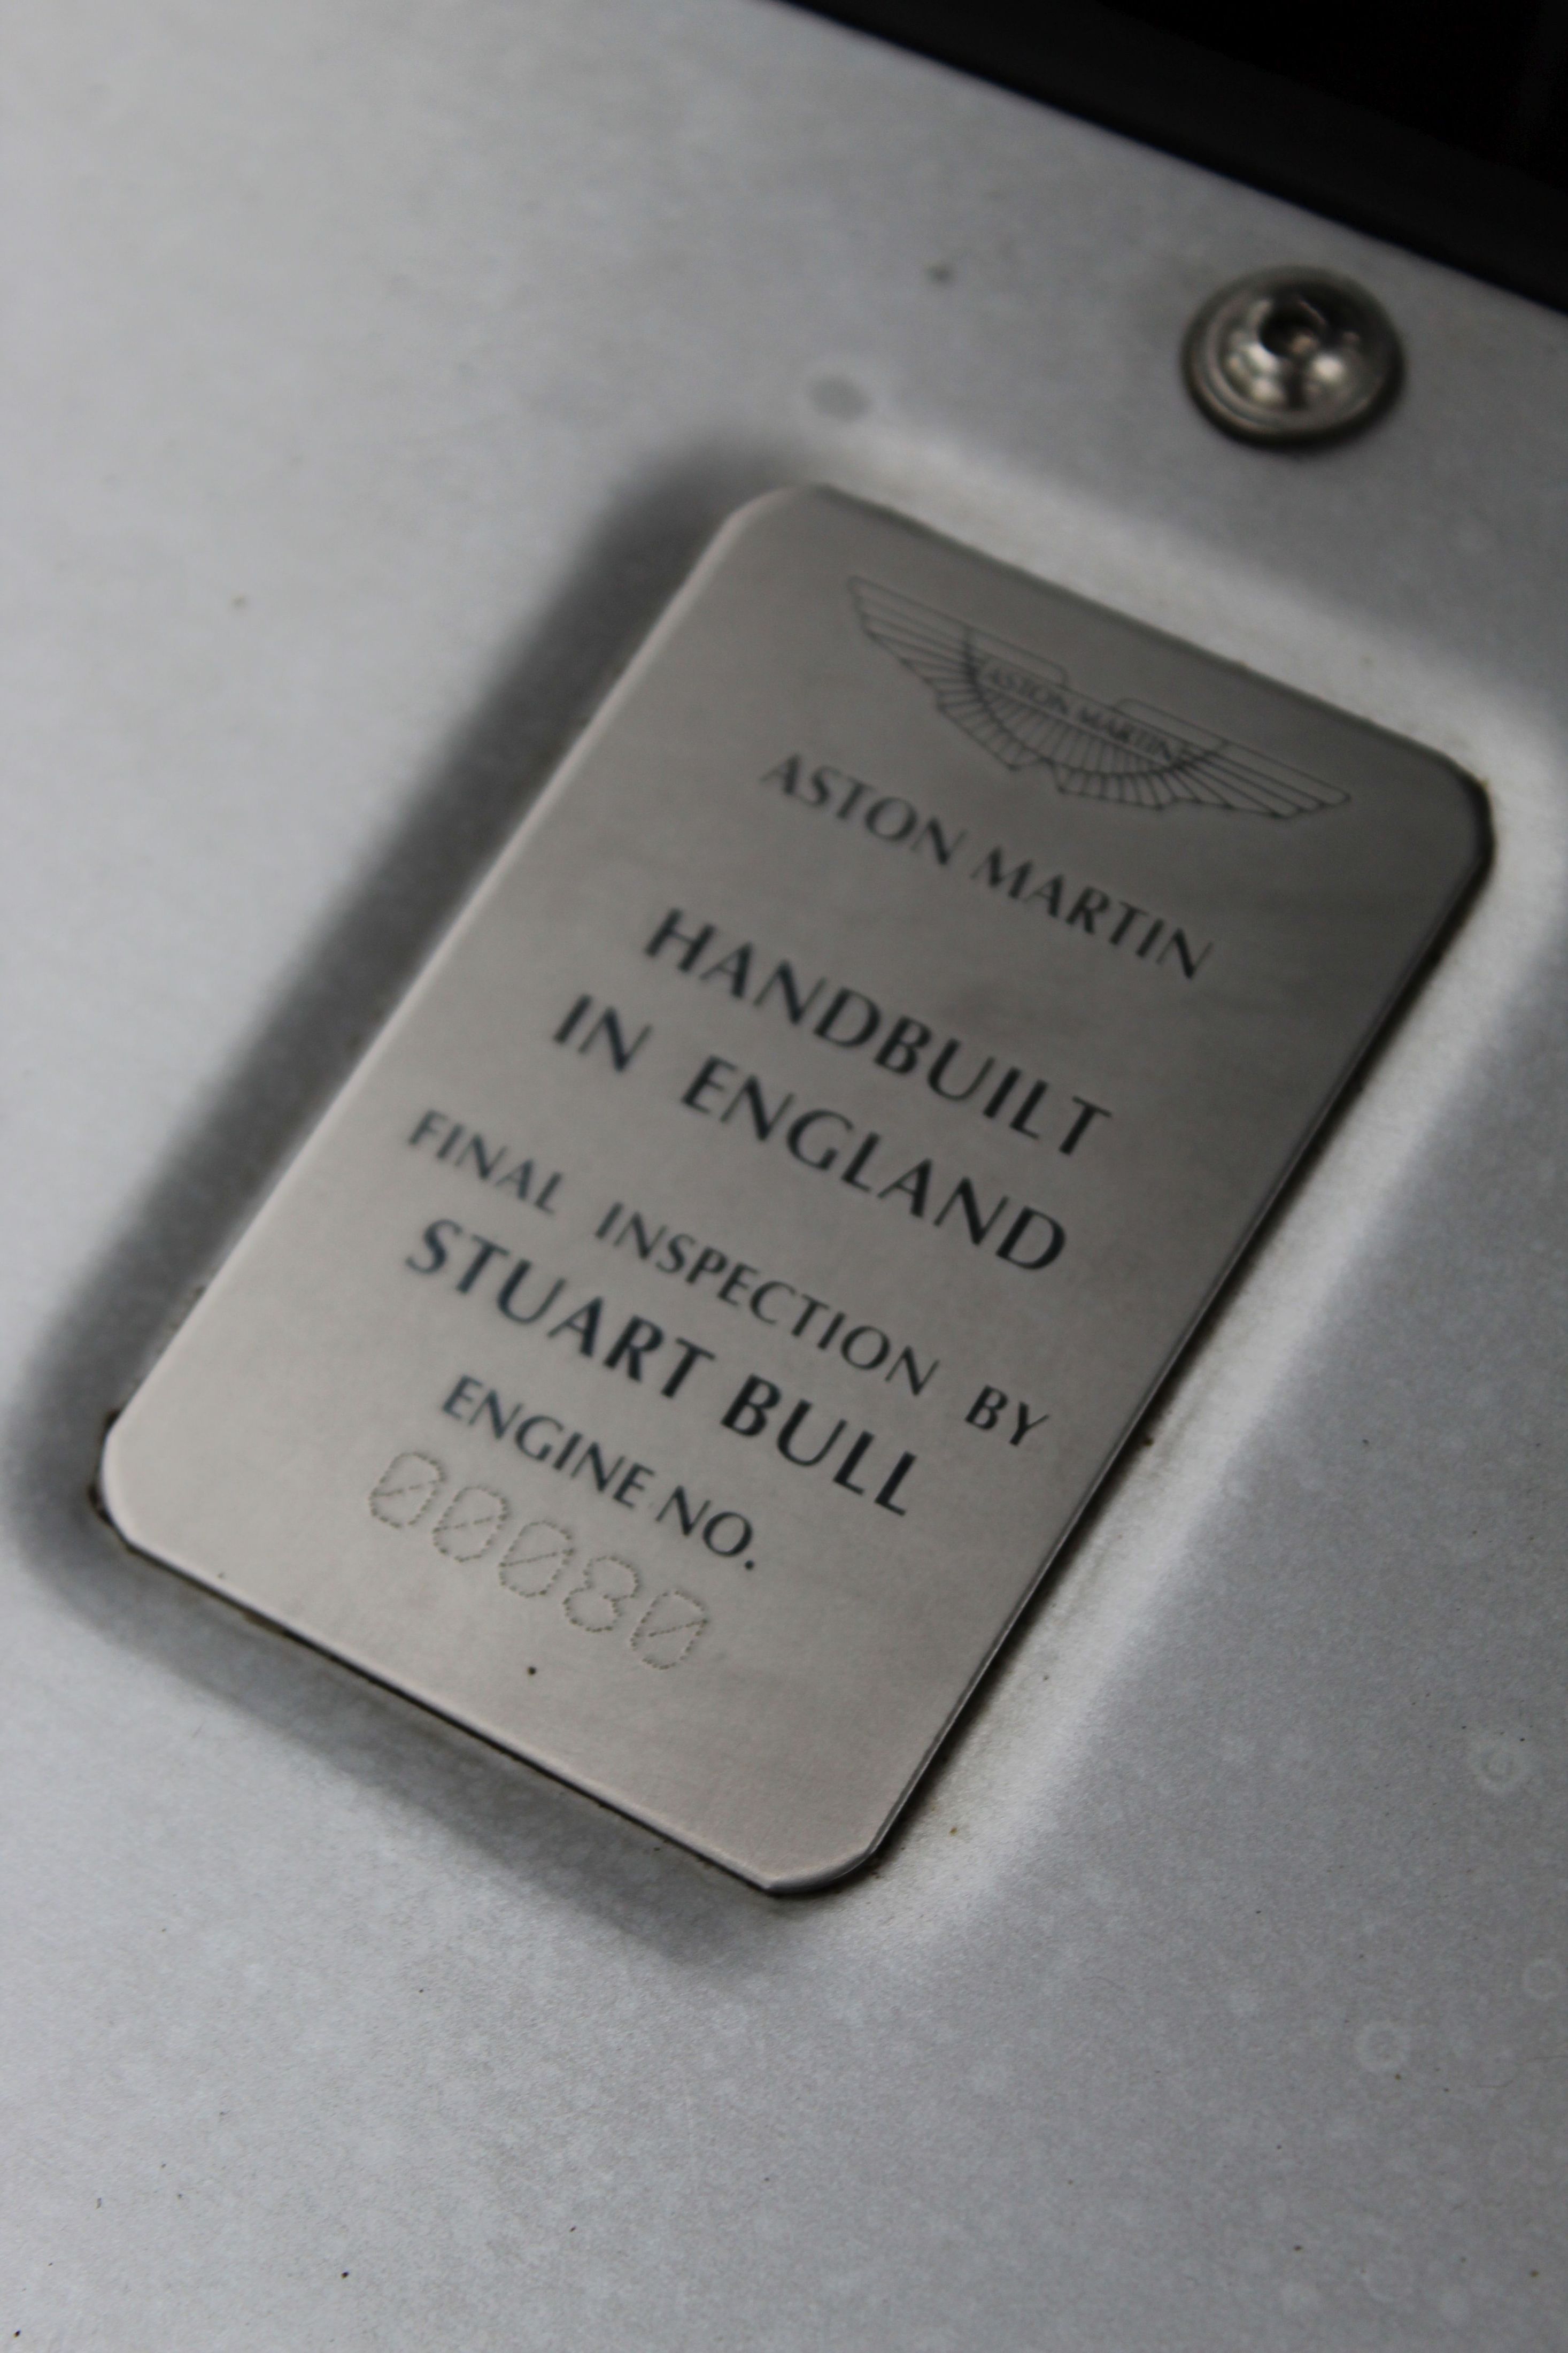 ASTON MARTIN
ASTON MARTIN
HANDBUILT
IN ENGLAND
FINAL INSPECTION BY
STUART BULL
ENGINE NO.
00080